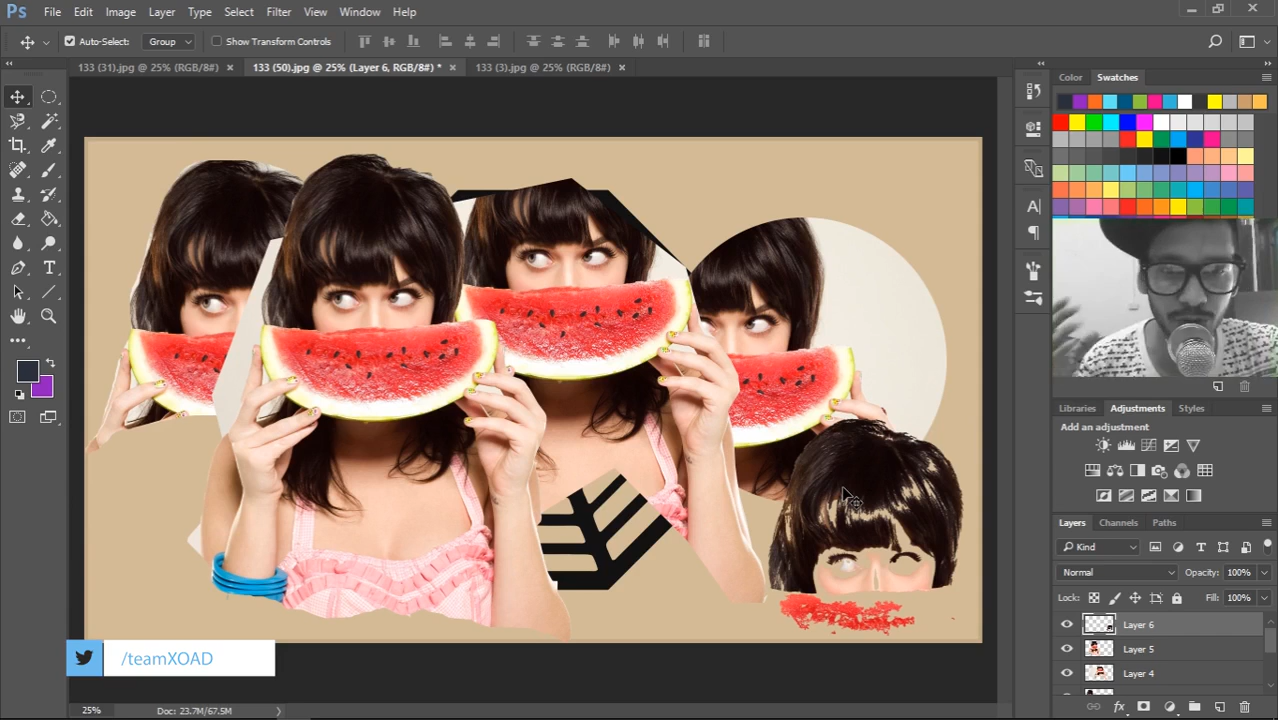 Ps File Edit Image Layer Type Select Filter View Window Help
Auto-Select: Group Show Transform Controls
133 (31).jpg @ 25% (RGB/8#) × 133 (50).jpg @ 25% (Layer 6, RGB/8#) * × 133 (3).jpg @ 25% (RGB/8#) ×
Color Swatches
Libraries Adjustments Styles
Add an adjustment
Layers Channels Paths
Kind
Normal Opacity: 100%
Lock: Fill: 100%
Layer 6
Layer 5
Layer 4
/teamXOAD
25% Doc: 23.7M/67.5M